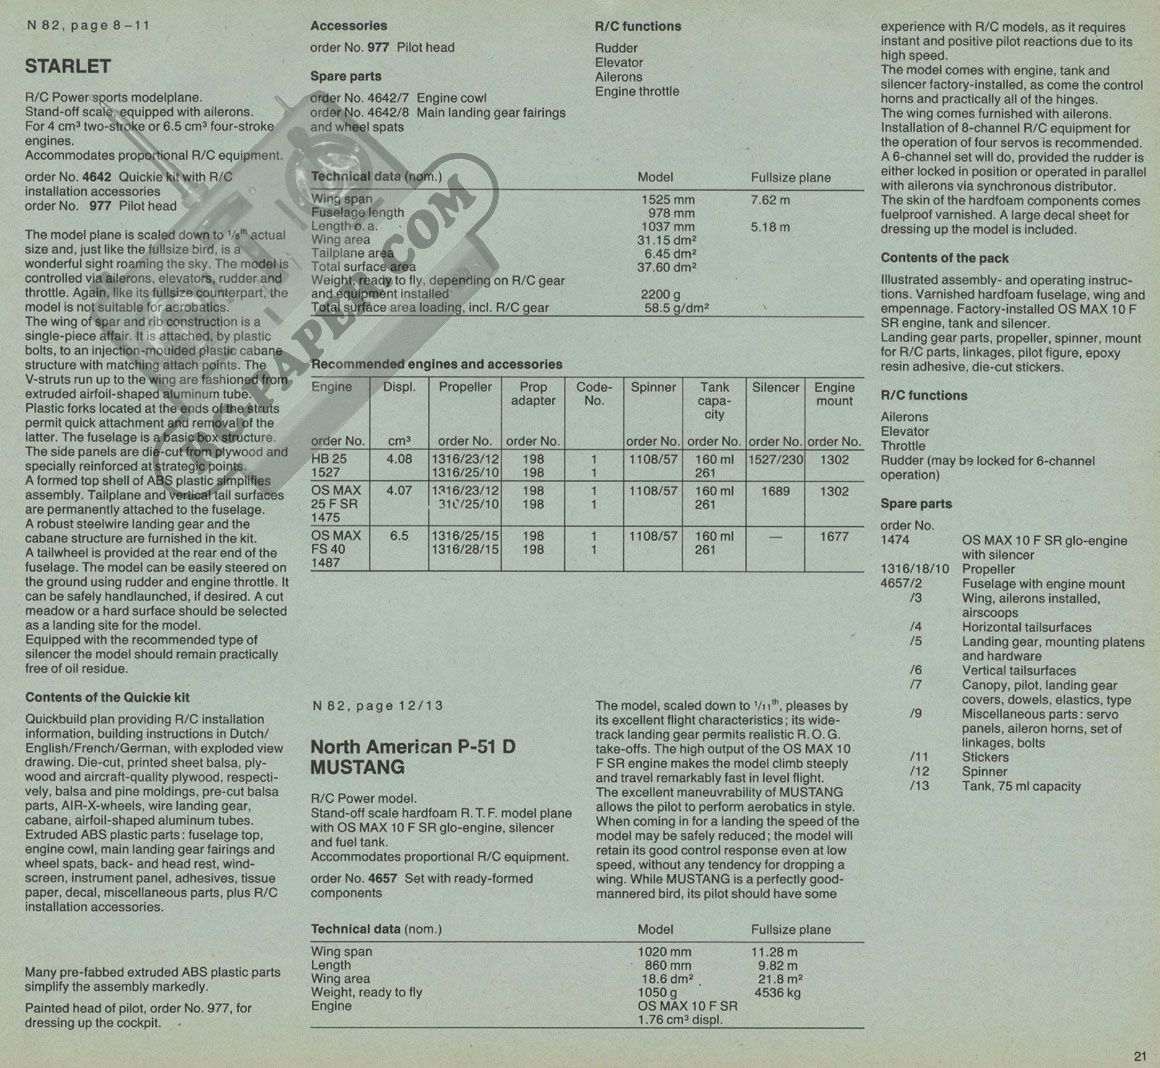 N 82, page 8–11
STARLET
R/C Power sports modelplane.
Stand-off scale, equipped with ailerons.
For 4 cm³ two-stroke or 6.5 cm³ four-stroke
engines.
Accommodates proportional R/C equipment.
order No. 4642 Quickie kit with R/C
installation accessories
order No. 977 Pilot head
The model plane is scaled down to 1/5th actual
size and, just like the fullsize bird, is a
wonderful sight roaming the sky. The model is
controlled via ailerons, elevators, rudder and
throttle. Again, like its fullsize counterpart, the
model is not suitable for aerobatics.
The wing of spar and rib construction is a
single-piece affair. It is attached, by plastic
bolts, to an injection-moulded plastic cabane
structure with matching attach points. The
V-struts run up to the wing are fashioned from
extruded airfoil-shaped aluminum tube.
Plastic forks located at the ends of the struts
permit quick attachment and removal of the
latter. The fuselage is a basic box structure.
The side panels are die-cut from plywood and
specially reinforced at strategic points.
A formed top shell of ABS plastic simplifies
assembly. Tailplane and vertical tail surfaces
are permanently attached to the fuselage.
A robust steelwire landing gear and the
cabane structure are furnished in the kit.
A tailwheel is provided at the rear end of the
fuselage. The model can be easily steered on
the ground using rudder and engine throttle. It
can be safely handlaunched, if desired. A cut
meadow or a hard surface should be selected
as a landing site for the model.
Equipped with the recommended type of
silencer the model should remain practically
free of oil residue.
Contents of the Quickie kit
Quickbuild plan providing R/C installation
information, building instructions in Dutch/
English/French/German, with exploded view
drawing. Die-cut, printed sheet balsa, ply-
wood and aircraft-quality plywood, respecti-
vely, balsa and pine moldings, pre-cut balsa
parts, AIR-X-wheels, wire landing gear,
cabane, airfoil-shaped aluminum tubes.
Extruded ABS plastic parts: fuselage top,
engine cowl, main landing gear fairings and
wheel spats, back- and head rest, wind-
screen, instrument panel, adhesives, tissue
paper, decal, miscellaneous parts, plus R/C
installation accessories.
Many pre-fabbed extruded ABS plastic parts
simplify the assembly markedly.
Painted head of pilot, order No. 977, for
dressing up the cockpit.
Accessories
order No. 977 Pilot head
Spare parts
order No. 4642/7 Engine cowl
order No. 4642/8 Main landing gear fairings
and wheel spats
R/C functions
Rudder
Elevator
Ailerons
Engine throttle
Technical data (nom.) Model Fullsize plane
Wing span 1525 mm 7.62 m
Fuselage length 978 mm
Length o. a. 1037 mm 5.18 m
Wing area 31.15 dm²
Tailplane area 6.45 dm²
Total surface area 37.60 dm²
Weight, ready to fly, depending on R/C gear
and equipment installed 2200 g
Total surface area loading, incl. R/C gear 58.5 g/dm²
RC-PAPER.COM
Recommended engines and accessories
Engine Displ. Propeller Prop Code- Spinner Tank Silencer Engine
adapter No. capa- mount
city
order No. cm³ order No. order No. order No. order No. order No. order No.
HB 25 4.08 1316/23/12 198 1 1108/57 160 ml 1527/230 1302
1527 1316/25/10 198 1 261
OS MAX 4.07 1316/23/12 198 1 1108/57 160 ml 1689 1302
25 F SR 310/25/10 198 1 261
1475
OS MAX 6.5 1316/25/15 198 1 1108/57 160 ml — 1677
FS 40 1316/28/15 198 1 261
1487
N 82, page 12/13
North American P-51 D
MUSTANG
R/C Power model.
Stand-off scale hardfoam R. T. F. model plane
with OS MAX 10 F SR glo-engine, silencer
and fuel tank.
Accommodates proportional R/C equipment.
order No. 4657 Set with ready-formed
components
The model, scaled down to 1/11th, pleases by
its excellent flight characteristics; its wide-
track landing gear permits realistic R. O. G.
take-offs. The high output of the OS MAX 10
F SR engine makes the model climb steeply
and travel remarkably fast in level flight.
The excellent maneuvrability of MUSTANG
allows the pilot to perform aerobatics in style.
When coming in for a landing the speed of the
model may be safely reduced; the model will
retain its good control response even at low
speed, without any tendency for dropping a
wing. While MUSTANG is a perfectly good-
mannered bird, its pilot should have some
Technical data (nom.) Model Fullsize plane
Wing span 1020 mm 11.28 m
Length 860 mm 9.82 m
Wing area 18.6 dm² 21.8 m²
Weight, ready to fly 1050 g 4536 kg
Engine OS MAX 10 F SR
1.76 cm³ displ.
experience with R/C models, as it requires
instant and positive pilot reactions due to its
high speed.
The model comes with engine, tank and
silencer factory-installed, as come the control
horns and practically all of the hinges.
The wing comes furnished with ailerons.
Installation of 8-channel R/C equipment for
the operation of four servos is recommended.
A 6-channel set will do, provided the rudder is
either locked in position or operated in parallel
with ailerons via synchronous distributor.
The skin of the hardfoam components comes
fuelproof varnished. A large decal sheet for
dressing up the model is included.
Contents of the pack
Illustrated assembly- and operating instruc-
tions. Varnished hardfoam fuselage, wing and
empennage. Factory-installed OS MAX 10 F
SR engine, tank and silencer.
Landing gear parts, propeller, spinner, mount
for R/C parts, linkages, pilot figure, epoxy
resin adhesive, die-cut stickers.
R/C functions
Ailerons
Elevator
Throttle
Rudder (may be locked for 6-channel
operation)
Spare parts
order No.
1474 OS MAX 10 F SR glo-engine
with silencer
1316/18/10 Propeller
4657/2 Fuselage with engine mount
/3 Wing, ailerons installed,
airscoops
/4 Horizontal tailsurfaces
/5 Landing gear, mounting platens
and hardware
/6 Vertical tailsurfaces
/7 Canopy, pilot, landing gear
covers, dowels, elastics, type
/9 Miscellaneous parts: servo
panels, aileron horns, set of
linkages, bolts
/11 Stickers
/12 Spinner
/13 Tank, 75 ml capacity
21